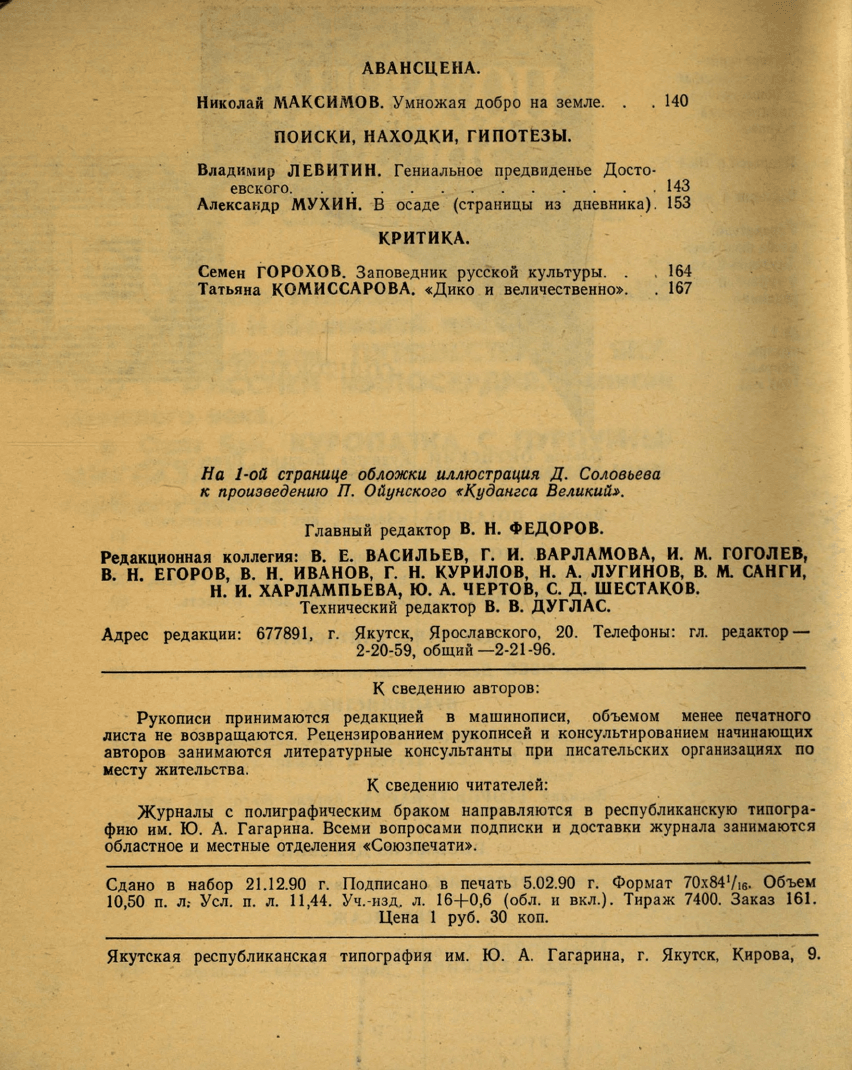 АВАНСЦЕНА.
Николай МАКСИМОВ. Умножая добро на земле. . . 140
ПОИСКИ, НАХОДКИ, ГИПОТЕЗЫ.
Владимир ЛЕВИТИН. Гениальное предвиденье Досто-
евского. . . . . . . . . . . . . 143
Александр МУХИН. В осаде (страницы из дневника). 153
КРИТИКА.
Семен ГОРОХОВ. Заповедник русской культуры. . . 164
Татьяна КОМИССАРОВА. «Дико и величественно». . 167
На 1-ой странице обложки иллюстрация Д. Соловьева
к произведению П. Ойунского «Кудангса Великий».
Главный редактор В. Н. ФЕДОРОВ.
Редакционная коллегия: В. Е. ВАСИЛЬЕВ, Г. И. ВАРЛАМОВА, И. М. ГОГОЛЕВ,
В. Н. ЕГОРОВ, В. Н. ИВАНОВ, Г. Н. КУРИЛОВ, Н. А. ЛУГИНОВ, В. М. САНГИ,
Н. И. ХАРЛАМПЬЕВА, Ю. А. ЧЕРТОВ, С. Д. ШЕСТАКОВ.
Технический редактор В. В. ДУГЛАС.
Адрес редакции: 677891, г. Якутск, Ярославского, 20. Телефоны: гл. редактор —
2-20-59, общий —2-21-96.
К сведению авторов:
Рукописи принимаются редакцией в машинописи, объемом менее печатного
листа не возвращаются. Рецензированием рукописей и консультированием начинающих
авторов занимаются литературные консультанты при писательских организациях по
месту жительства.
К сведению читателей:
Журналы с полиграфическим браком направляются в республиканскую типогра-
фию им. Ю. А. Гагарина. Всеми вопросами подписки и доставки журнала занимаются
областное и местные отделения «Союзпечати».
Сдано в набор 21.12.90 г. Подписано в печать 5.02.90 г. Формат 70х84¹/₁₆. Объем
10,50 п. л. Усл. п. л. 11,44. Уч.-изд. л. 16+0,6 (обл. и вкл.). Тираж 7400. Заказ 161.
Цена 1 руб. 30 коп.
Якутская республиканская типография им. Ю. А. Гагарина, г. Якутск, Кирова, 9.